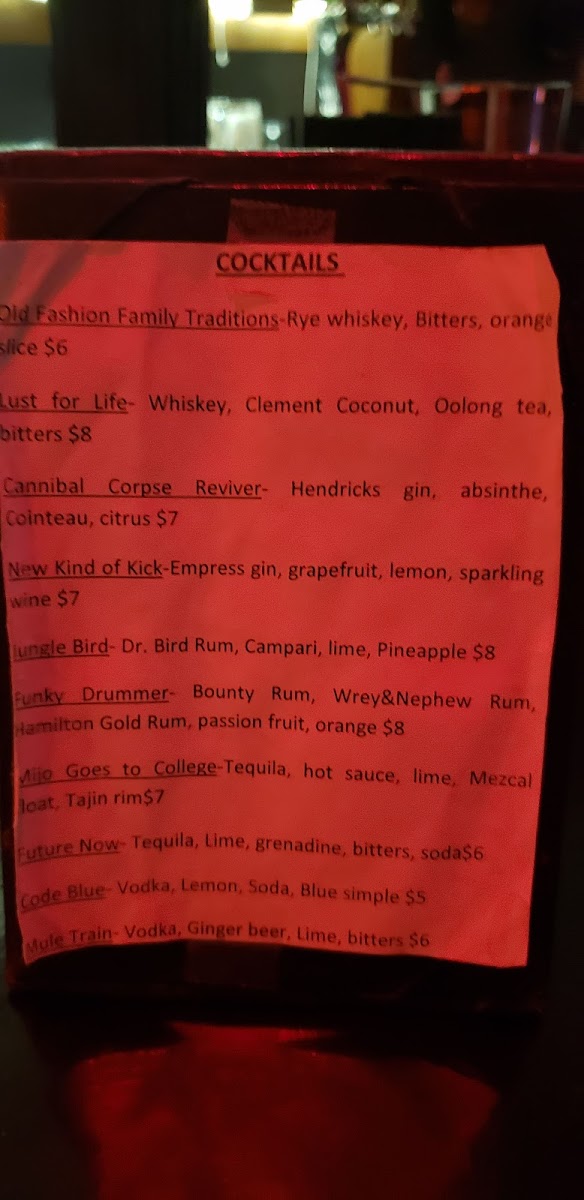 COCKTAILS
Old Fashion Family Traditions-Rye whiskey, Bitters, orange
slice $6
Lust for Life- Whiskey, Clement Coconut, Oolong tea,
bitters $8
Cannibal Corpse Reviver- Hendricks gin, absinthe,
Cointeau, citrus $7
New Kind of Kick-Empress gin, grapefruit, lemon, sparkling
wine $7
Jungle Bird- Dr. Bird Rum, Campari, lime, Pineapple $8
Funky Drummer- Bounty Rum, Wrey&Nephew Rum,
Hamilton Gold Rum, passion fruit, orange $8
Mijo Goes to College-Tequila, hot sauce, lime, Mezcal
float, Tajin rim$7
Future Now- Tequila, Lime, grenadine, bitters, soda$6
Code Blue- Vodka, Lemon, Soda, Blue simple $5
Mule Train- Vodka, Ginger beer, Lime, bitters $6